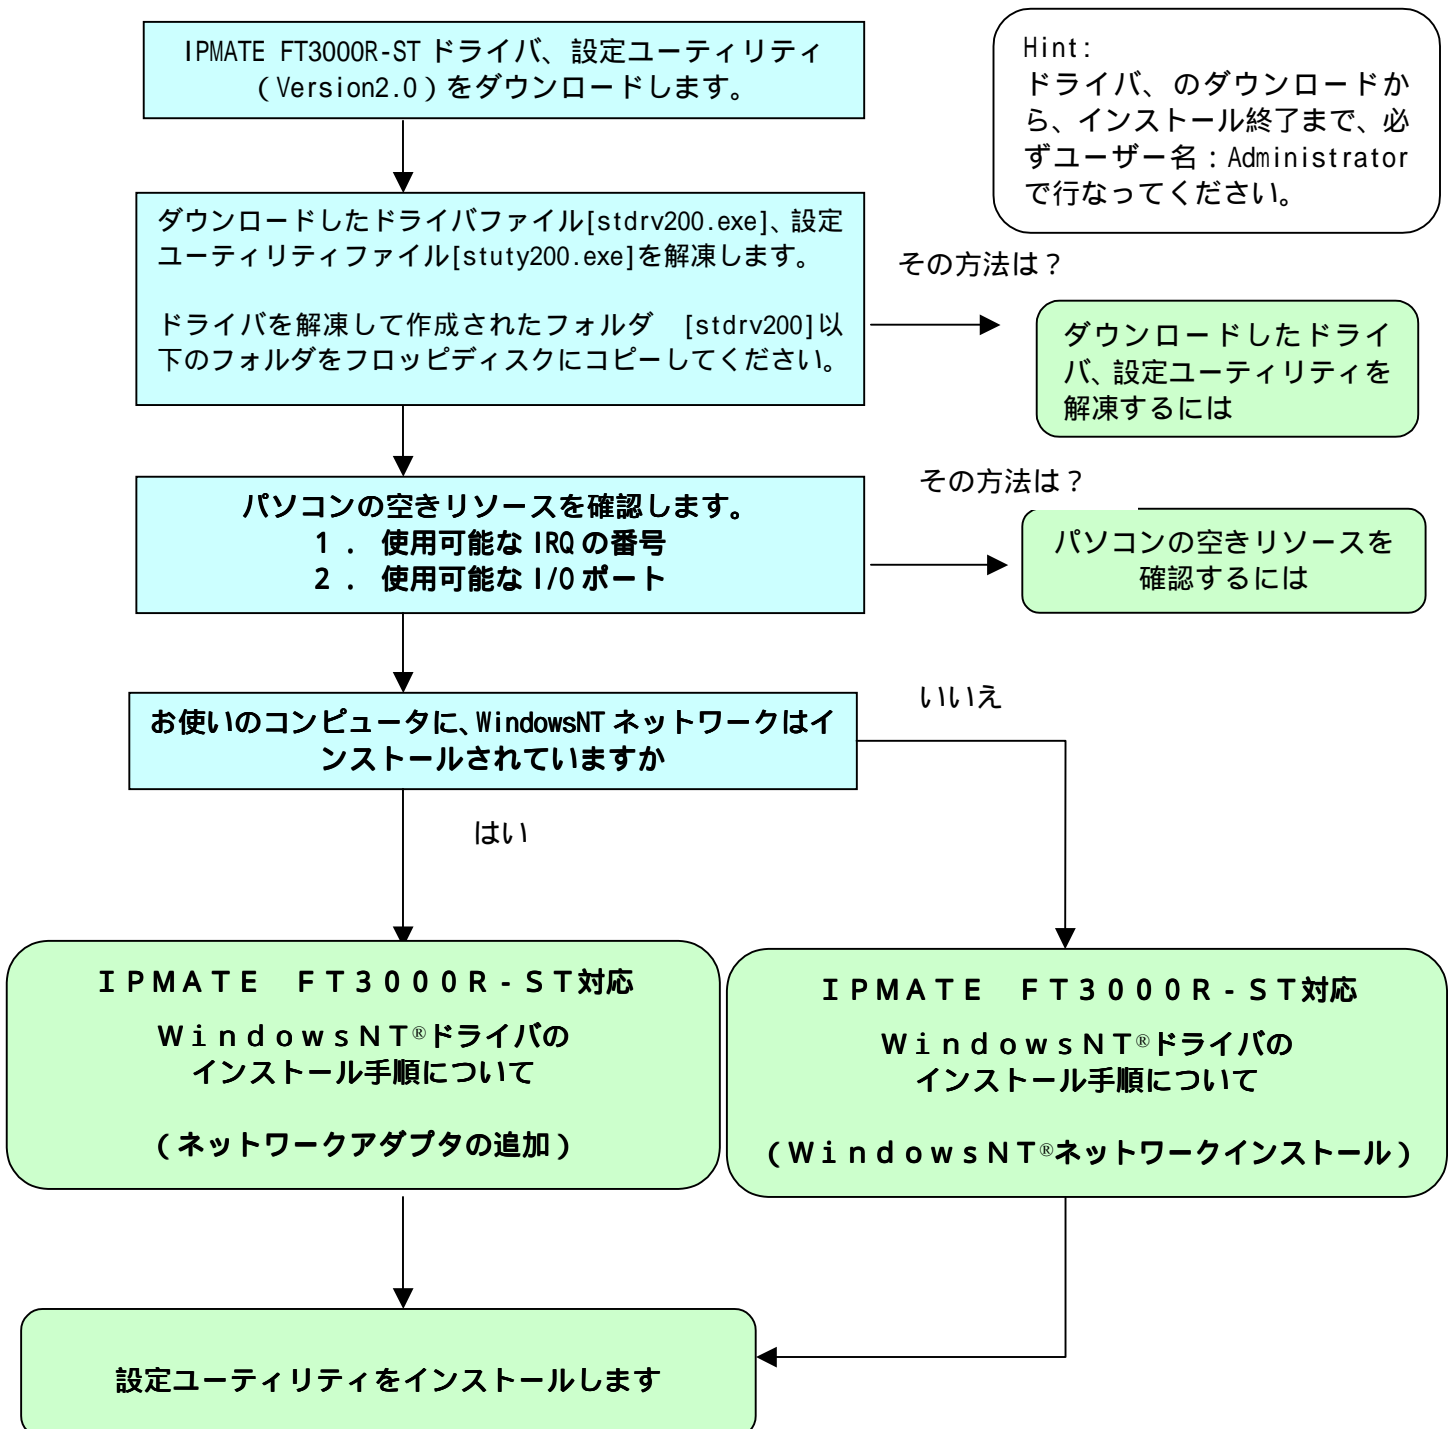 IPMATE FT3000R-ST ドライバ、設定ユーティリティ
（Version2.0）をダウンロードします。
Hint:
ドライバ、のダウンロードか
ら、インストール終了まで、必
ずユーザー名：Administrator
で行なってください。
ダウンロードしたドライバファイル[stdrv200.exe]、設定
ユーティリティファイル[stuty200.exe]を解凍します。
ドライバを解凍して作成されたフォルダ　[stdrv200]以
下のフォルダをフロッピディスクにコピーしてください。
その方法は？
ダウンロードしたドライ
バ、設定ユーティリティを
解凍するには
パソコンの空きリソースを確認します。
１．使用可能な IRQ の番号
２．使用可能な I/O ポート
その方法は？
パソコンの空きリソースを
確認するには
お使いのコンピュータに、WindowsNT ネットワークはイ
ンストールされていますか
いいえ
はい
ＩＰＭＡＴＥ　ＦＴ３０００Ｒ－ＳＴ対応
ＷｉｎｄｏｗｓＮＴ®ドライバの
インストール手順について
（ネットワークアダプタの追加）
ＩＰＭＡＴＥ　ＦＴ３０００Ｒ－ＳＴ対応
ＷｉｎｄｏｗｓＮＴ®ドライバの
インストール手順について
（ＷｉｎｄｏｗｓＮＴ®ネットワークインストール）
設定ユーティリティをインストールします